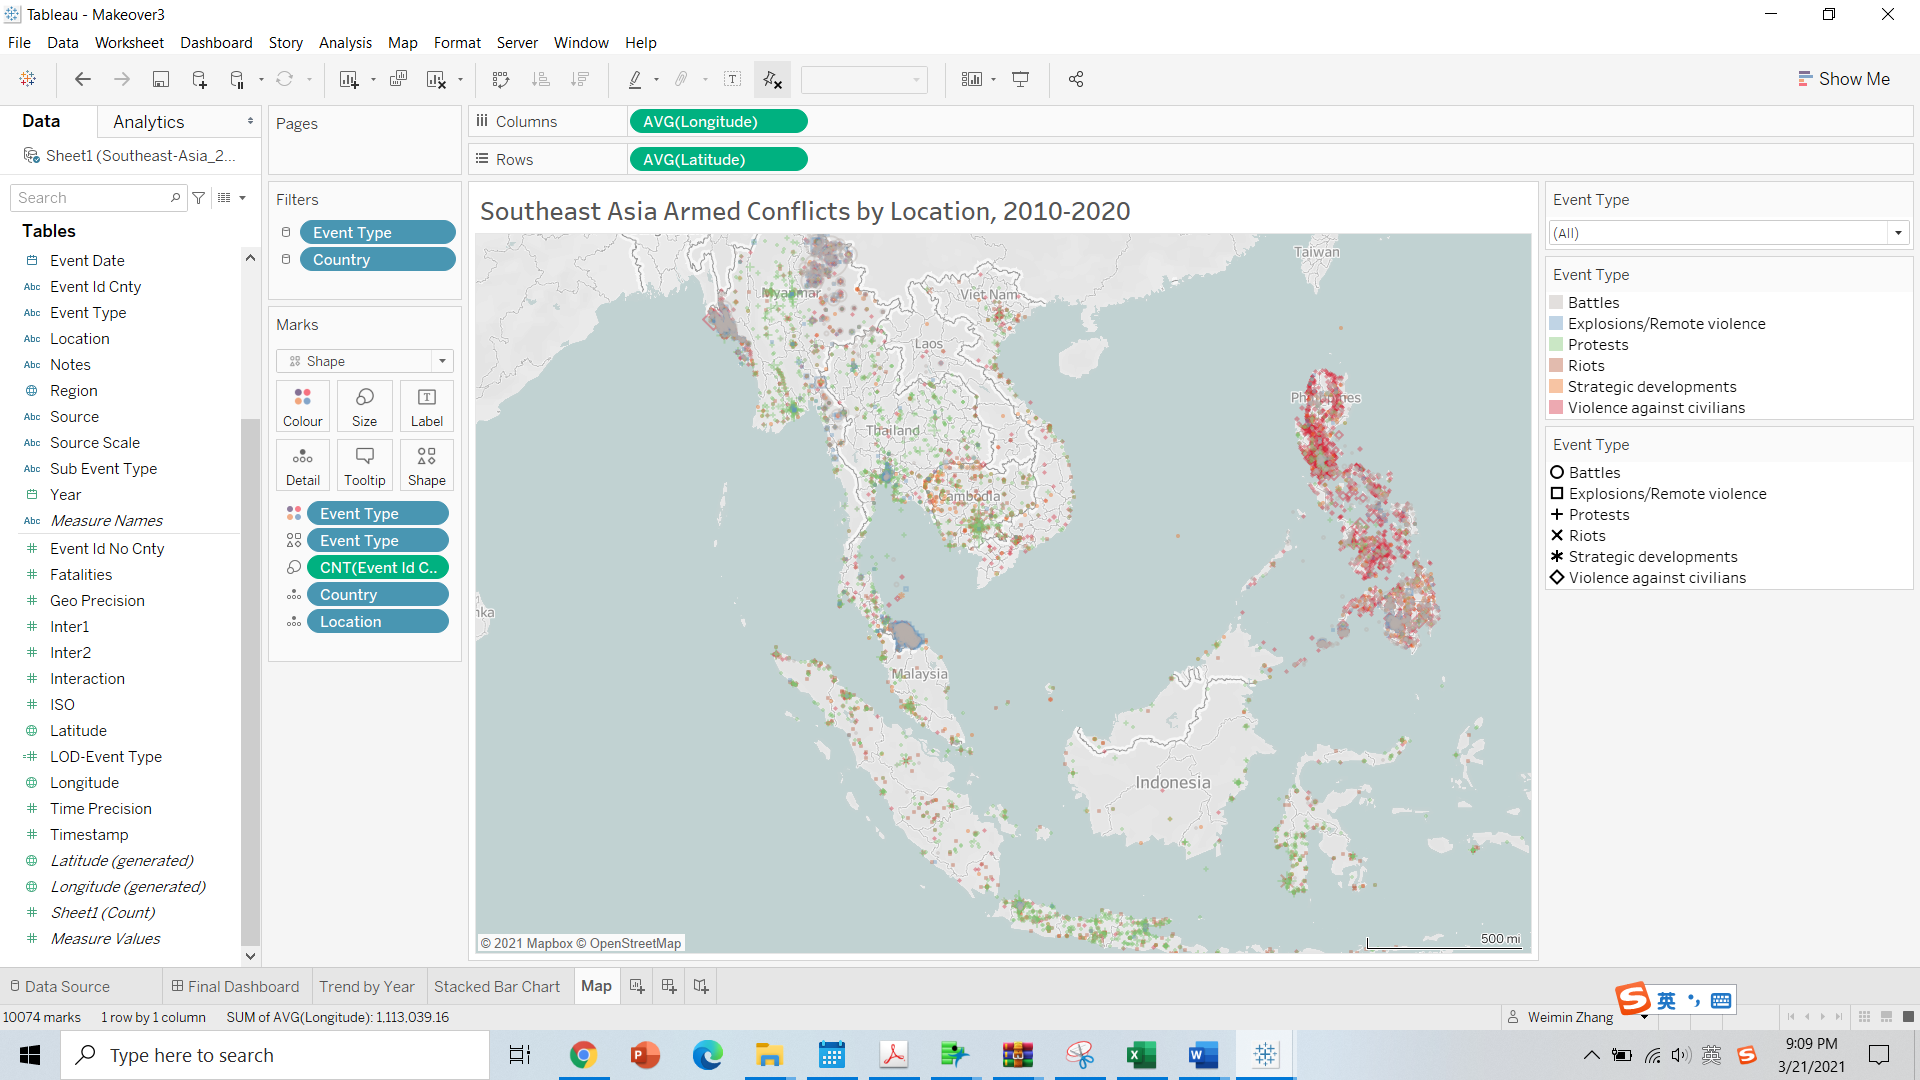 Tableau - Makeover3
File Data Worksheet Dashboard Story Analysis Map Format Server Window Help
Show Me
Data
Analytics
Sheet1 (Southeast-Asia_2...
Search
Tables
Event Date
Abc Event Id Cnty
Abc Event Type
Abc Location
Abc Notes
Region
Abc Source
Abc Source Scale
Abc Sub Event Type
Year
Abc Measure Names
Event Id No Cnty
Fatalities
Geo Precision
Inter1
Inter2
Interaction
ISO
Latitude
LOD-Event Type
Longitude
Time Precision
Timestamp
Latitude (generated)
Longitude (generated)
Sheet1 (Count)
Measure Values
Pages
Filters
Event Type
Country
Marks
Shape
Colour Size Label
Detail Tooltip Shape
Event Type
Event Type
CNT(Event Id C..
Country
Location
Columns AVG(Longitude)
Rows AVG(Latitude)
Southeast Asia Armed Conflicts by Location, 2010-2020
Taiwan
Myanmar
Viet Nam
Laos
Philippines
Thailand
Cambodia
nka
Malaysia
Indonesia
© 2021 Mapbox © OpenStreetMap
500 mi
Event Type
(All)
Event Type
Battles
Explosions/Remote violence
Protests
Riots
Strategic developments
Violence against civilians
Event Type
Battles
Explosions/Remote violence
Protests
Riots
Strategic developments
Violence against civilians
Data Source Final Dashboard Trend by Year Stacked Bar Chart Map
10074 marks 1 row by 1 column SUM of AVG(Longitude): 1,113,039.16
Weimin Zhang
英
Type here to search
英
9:09 PM
3/21/2021